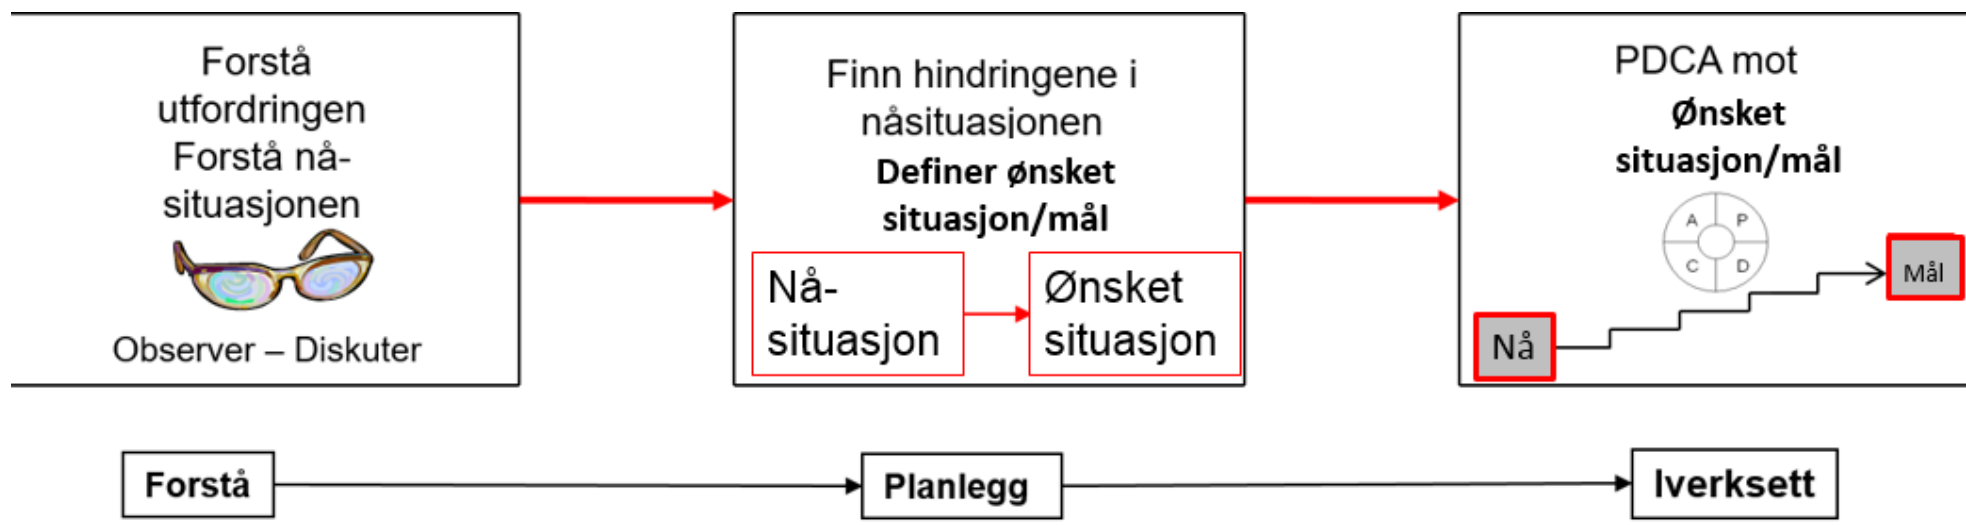 Forstå
utfordringen
Forstå nå-
situasjonen
Observer – Diskuter
Finn hindringene i
nåsituasjonen
Definer ønsket
situasjon/mål
Nå-
situasjon
Ønsket
situasjon
PDCA mot
Ønsket
situasjon/mål
A P
C D
Nå
Mål
Forstå
Planlegg
Iverksett